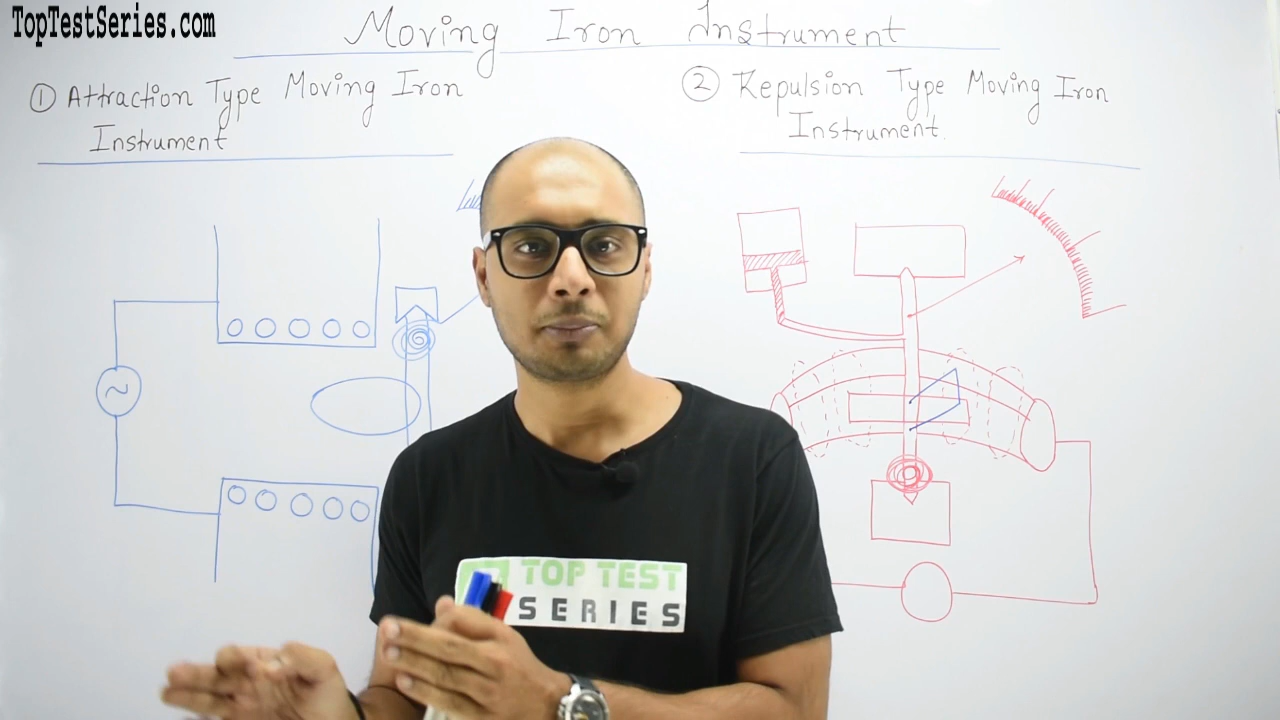 TopTestSeries.com
Moving Iron Instrument
① Attraction Type Moving Iron
Instrument
② Repulsion Type Moving Iron
Instrument.
TOP TEST
SERIES